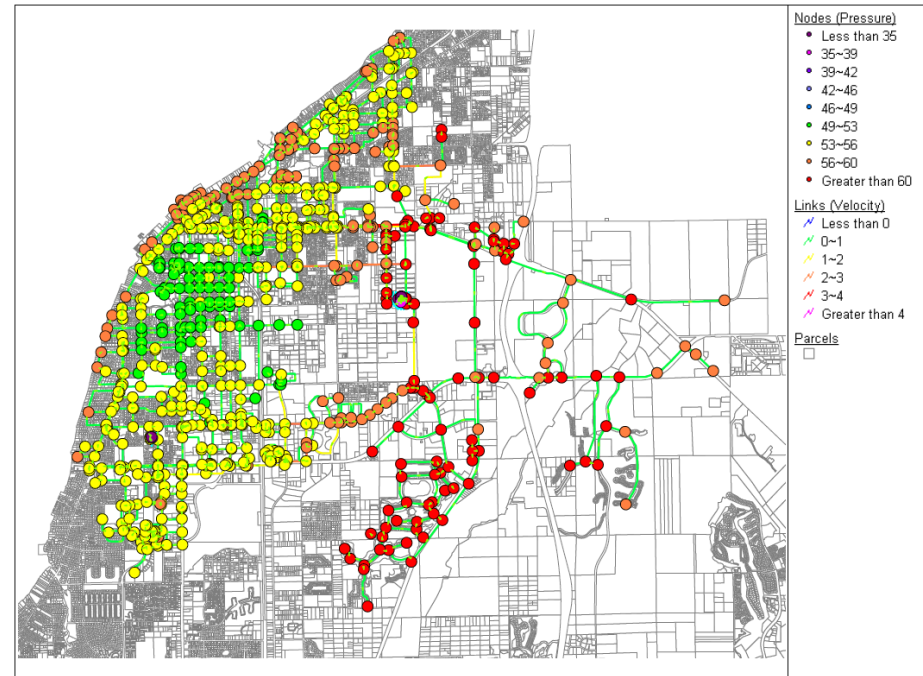 Nodes (Pressure)
Less than 35
35~39
39~42
42~46
46~49
49~53
53~56
56~60
Greater than 60
Links (Velocity)
Less than 0
0~1
1~2
2~3
3~4
Greater than 4
Parcels